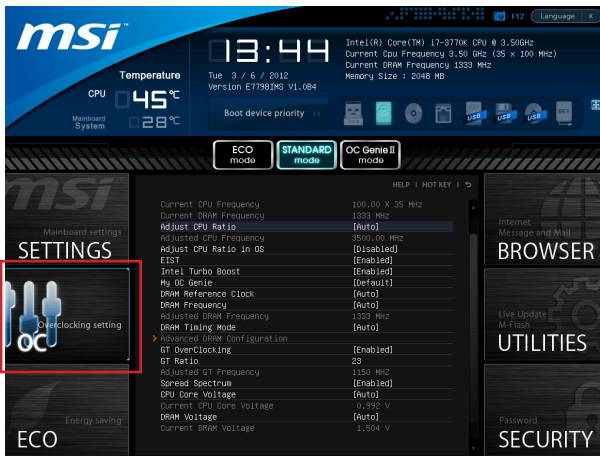 msi
13:44
Intel(R) Core(TM) i7-3770K CPU @ 3.50GHz
Current Cpu Frequency 3.50 GHz (35 x 100 MHz)
Current DRAM Frequency 1333 MHz
Memory Size : 2048 MB
F12
Language X
Temperature
CPU 45°C
Mainboard System 28°C
Tue 3 / 6 / 2012
Version E7798IMS V1.0B4
Boot device priority
USB USB USB
ECO mode
STANDARD mode
OC Genie II mode
HELP | HOT KEY |
msi
Mainboard settings
SETTINGS
Overclocking setting
OC
Energy saving
ECO
Current CPU Frequency 100.00 X 35 MHz
Current DRAM Frequency 1333 MHz
Adjust CPU Ratio [Auto]
Adjusted CPU Frequency 3500.00 MHz
Adjust CPU Ratio in OS [Disabled]
EIST [Enabled]
Intel Turbo Boost [Enabled]
My OC Genie [Default]
DRAM Reference Clock [Auto]
DRAM Frequency [Auto]
Adjusted DRAM Frequency 1333 MHz
DRAM Timing Mode [Auto]
Advanced DRAM Configuration
GT OverClocking [Enabled]
GT Ratio 23
Adjusted GT Frequency 1150 MHz
Spread Spectrum [Enabled]
CPU Core Voltage [Auto]
Current CPU Core Voltage 0.992 V
DRAM Voltage [Auto]
Current DRAM Voltage 1.504 V
Internet
Message and Mail
BROWSER
Live Update
M-Flash
UTILITIES
Password
SECURITY